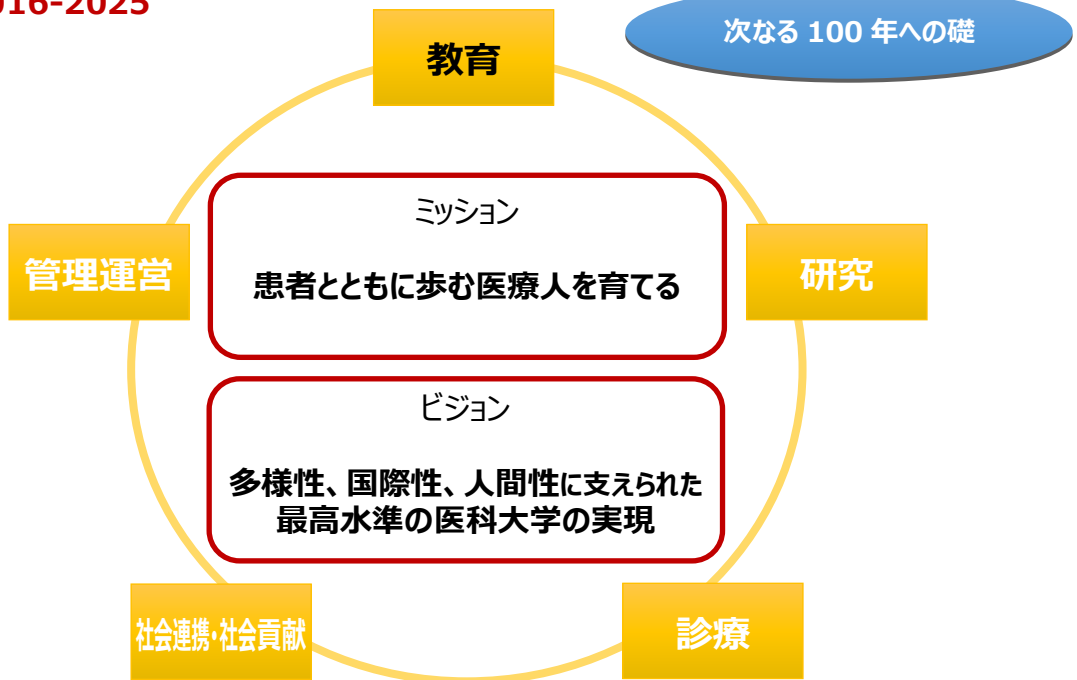 2016-2025
次なる 100 年への礎
教育
ミッション
患者とともに歩む医療人を育てる
管理運営
研究
ビジョン
多様性、国際性、人間性に支えられた
最高水準の医科大学の実現
社会連携・社会貢献
診療